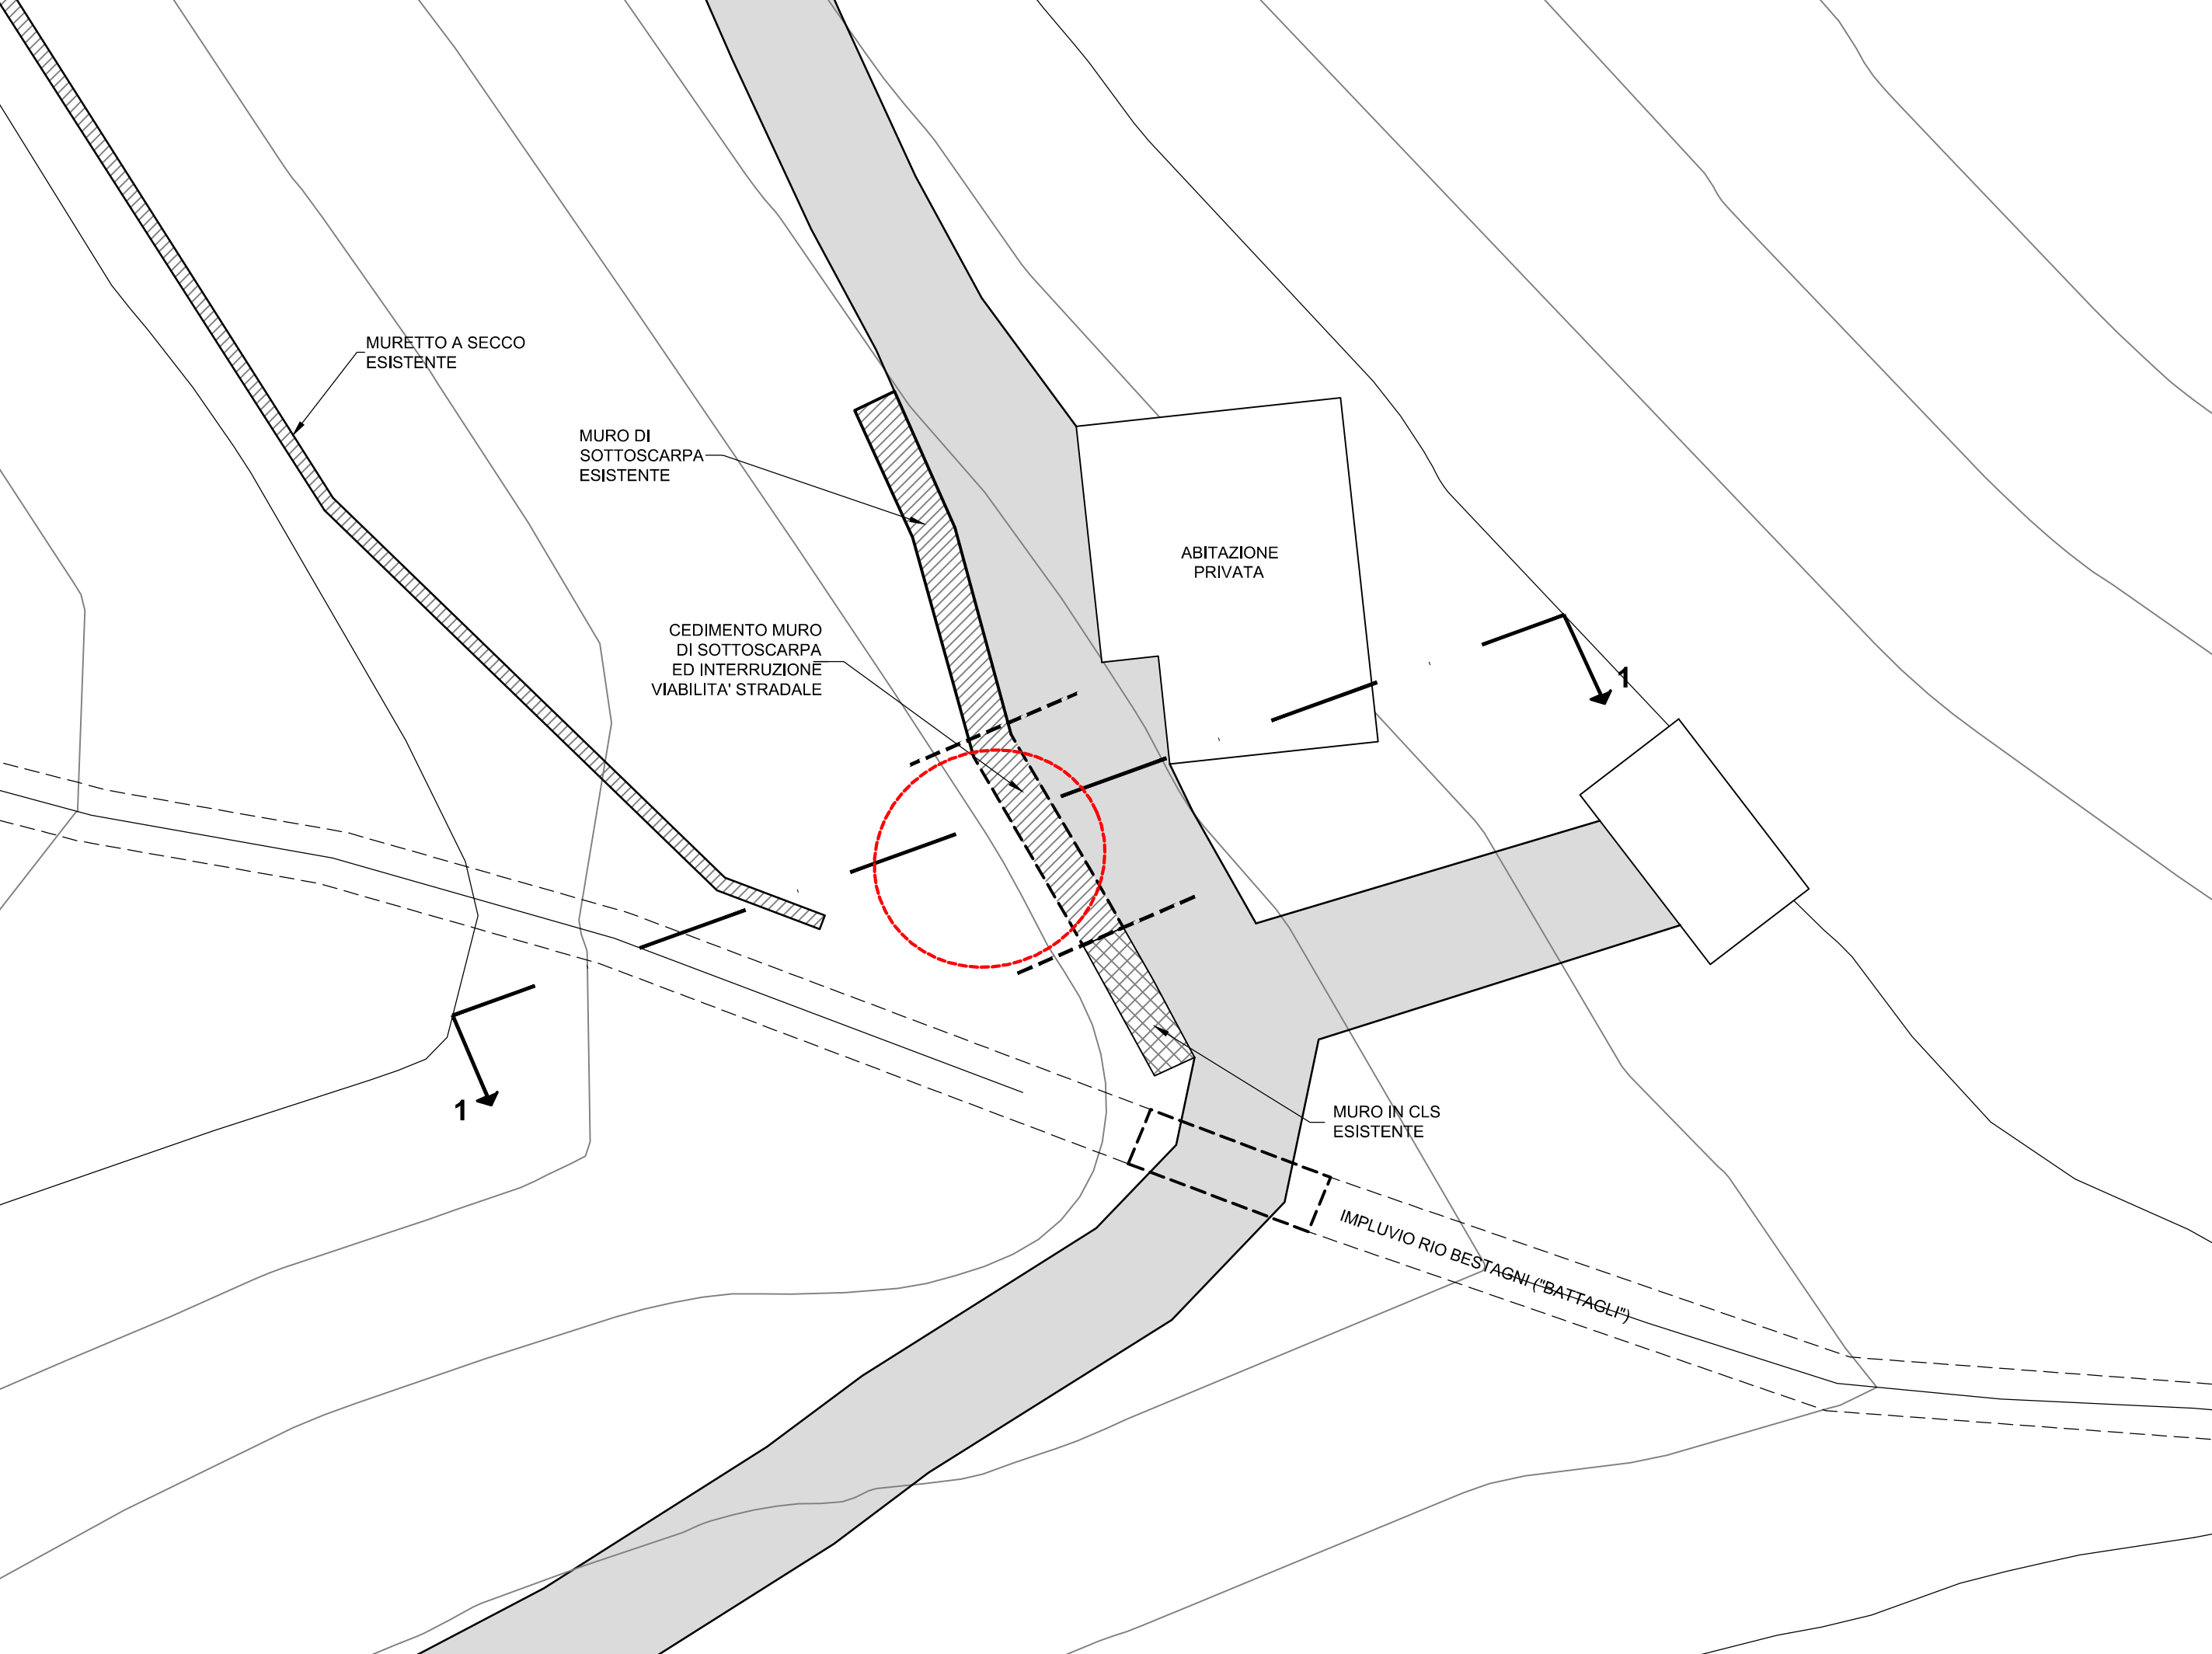 MURETTO A SECCO
ESISTENTE
MURO DI
SOTTOSCARPA
ESISTENTE
ABITAZIONE
PRIVATA
CEDIMENTO MURO
DI SOTTOSCARPA
ED INTERRUZIONE
VIABILITA' STRADALE
1
1
MURO IN CLS
ESISTENTE
IMPLUVIO RIO BESTAGNI ("BATTAGLI")